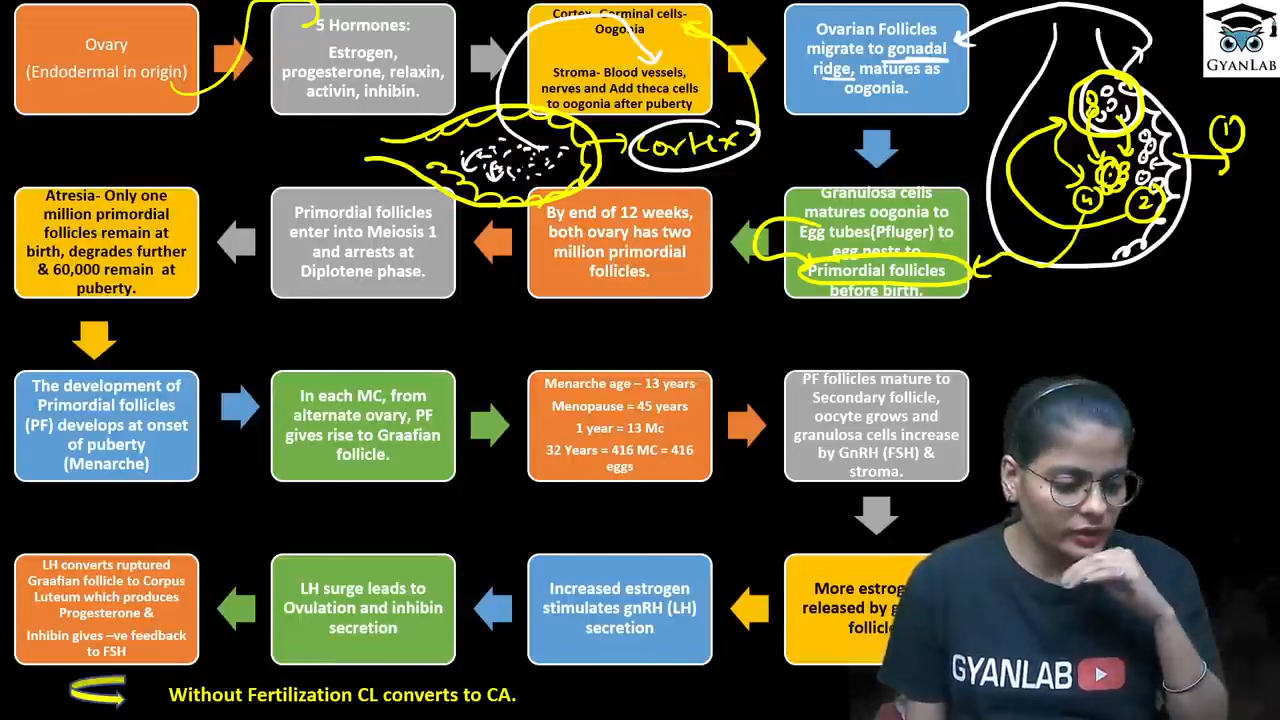 Ovary
(Endodermal in origin)
5 Hormones:
Estrogen,
progesterone, relaxin,
activin, inhibin.
Cortex- Germinal cells-
Oogonia
Stroma- Blood vessels,
nerves and Add theca cells
to oogonia after puberty
Ovarian Follicles
migrate to gonadal
ridge, matures as
oogonia.
GYANLAB
cortex
1
4
2
Granulosa cells
matures oogonia to
Egg tubes(Pfluger) to
egg nests to
Primordial follicles
before birth.
By end of 12 weeks,
both ovary has two
million primordial
follicles.
Primordial follicles
enter into Meiosis 1
and arrests at
Diplotene phase.
Atresia- Only one
million primordial
follicles remain at
birth, degrades further
& 60,000 remain at
puberty.
The development of
Primordial follicles
(PF) develops at onset
of puberty
(Menarche)
In each MC, from
alternate ovary, PF
gives rise to Graafian
follicle.
Menarche age – 13 years
Menopause = 45 years
1 year = 13 Mc
32 Years = 416 MC = 416
eggs
PF follicles mature to
Secondary follicle,
oocyte grows and
granulosa cells increase
by GnRH (FSH) &
stroma.
More
released by
Increased estrogen
stimulates gnRH (LH)
secretion
LH surge leads to
Ovulation and inhibin
secretion
LH converts ruptured
Graafian follicle to Corpus
Luteum which produces
Progesterone &
Inhibin gives –ve feedback
to FSH
Without Fertilization CL converts to CA.
GYANLAB